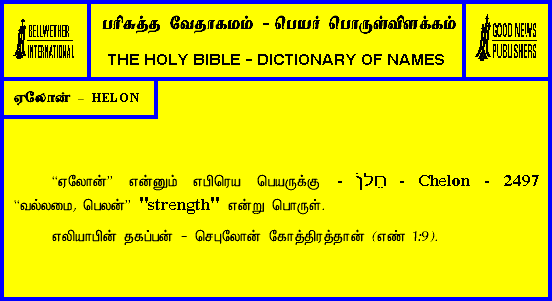 BELLWETHER
INTERNATIONAL
பரிசுத்த வேதாகமம் - பெயர் பொருள்விளக்கம்
THE HOLY BIBLE - DICTIONARY OF NAMES
GOOD NEWS
PUBLISHERS
ஏலோன் - HELON
“ஏலோன்” என்னும் எபிரெய பெயருக்கு - חֵלֹן - Chelon - 2497
“வல்லமை, பெலன்” "strength" என்று பொருள்.
எலியாபின் தகப்பன் - செபுலோன் கோத்திரத்தான் (எண் 1:9).